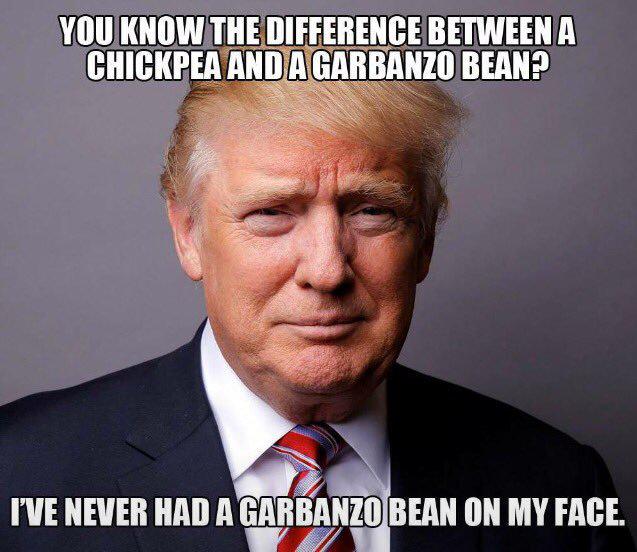 YOU KNOW THE DIFFERENCE BETWEEN A
CHICKPEA AND A GARBANZO BEAN?
I'VE NEVER HAD A GARBANZO BEAN ON MY FACE.